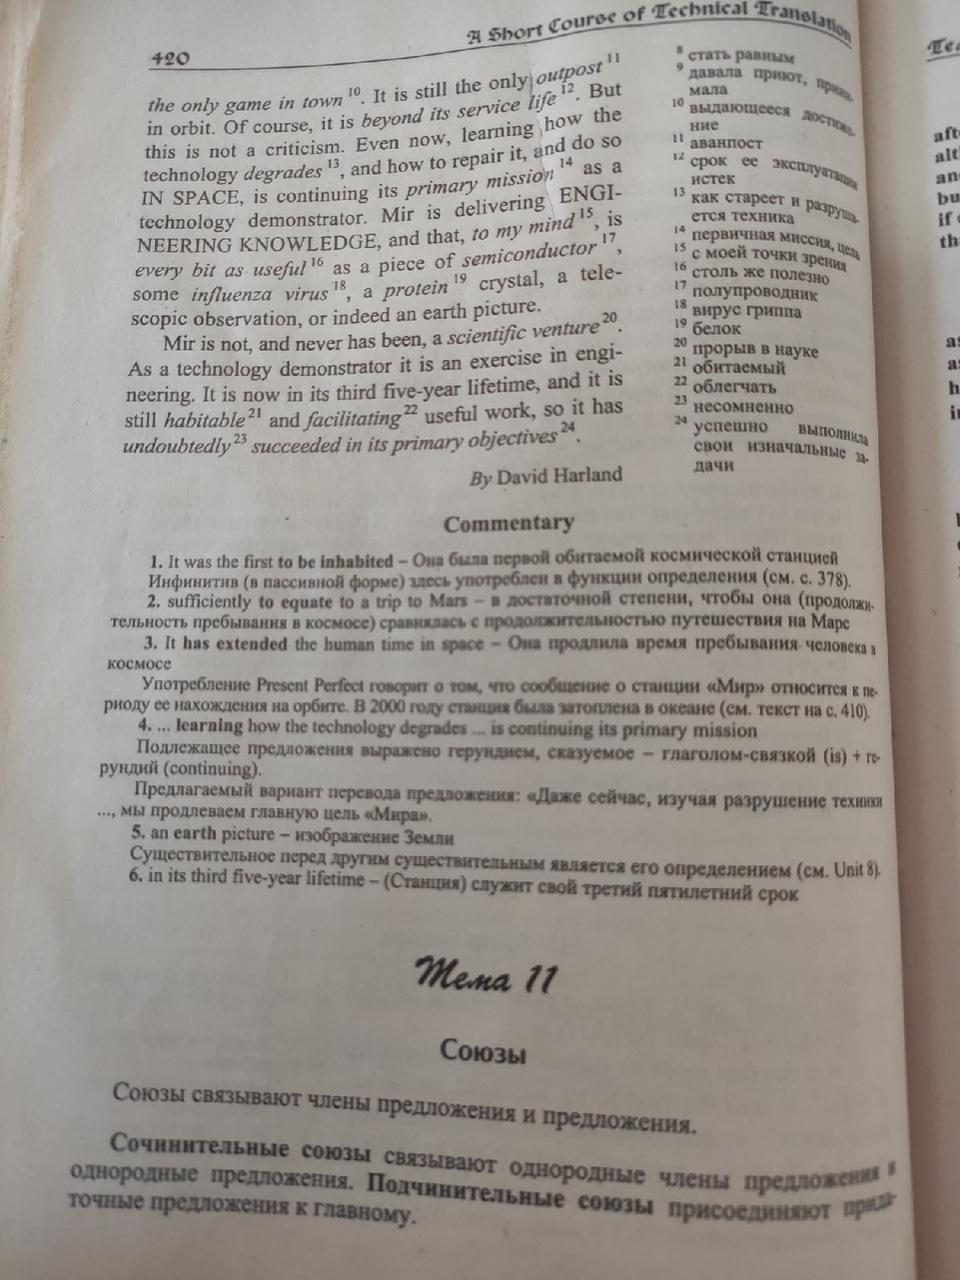 420
A Short Course of Technical Translation
the only game in town 10. It is still the only outpost 11
in orbit. Of course, it is beyond its service life 12. But
this is not a criticism. Even now, learning how the
technology degrades 13, and how to repair it, and do so
IN SPACE, is continuing its primary mission 14 as a
technology demonstrator. Mir is delivering ENGI-
NEERING KNOWLEDGE, and that, to my mind 15, is
every bit as useful 16 as a piece of semiconductor 17,
some influenza virus 18, a protein 19 crystal, a tele-
scopic observation, or indeed an earth picture.
Mir is not, and never has been, a scientific venture 20.
As a technology demonstrator it is an exercise in engi-
neering. It is now in its third five-year lifetime, and it is
still habitable 21 and facilitating 22 useful work, so it has
undoubtedly 23 succeeded in its primary objectives 24.
By David Harland
8 стать равным
9 давала приют, прини-
мала
10 выдающееся достиже-
ние
11 аванпост
12 срок ее эксплуатации
истек
13 как стареет и разруша-
ется техника
14 первичная миссия, цель
15 с моей точки зрения
16 столь же полезно
17 полупроводник
18 вирус гриппа
19 белок
20 прорыв в науке
21 обитаемый
22 облегчать
23 несомненно
24 успешно выполнила
свои изначальные за-
дачи
Commentary
1. It was the first to be inhabited – Она была первой обитаемой космической станцией
Инфинитив (в пассивной форме) здесь употреблен в функции определения (см. с. 378).
2. sufficiently to equate to a trip to Mars – в достаточной степени, чтобы она (продолжи-
тельность пребывания в космосе) сравнялась с продолжительностью путешествия на Марс
3. It has extended the human time in space – Она продлила время пребывания человека в
космосе
Употребление Present Perfect говорит о том, что сообщение о станции «Мир» относится к пе-
риоду ее нахождения на орбите. В 2000 году станция была затоплена в океане (см. текст на с. 410).
4. ... learning how the technology degrades ... is continuing its primary mission
Подлежащее предложения выражено герундием, сказуемое – глаголом-связкой (is) + ге-
рундий (continuing).
Предлагаемый вариант перевода предложения: «Даже сейчас, изучая разрушение техники
..., мы продлеваем главную цель «Мира».
5. an earth picture – изображение Земли
Существительное перед другим существительным является его определением (см. Unit 8).
6. in its third five-year lifetime – (Станция) служит свой третий пятилетний срок
Тема 11
Союзы
Союзы связывают члены предложения и предложения.
Сочинительные союзы связывают однородные члены предложения и
однородные предложения. Подчинительные союзы присоединяют прида-
точные предложения к главному.